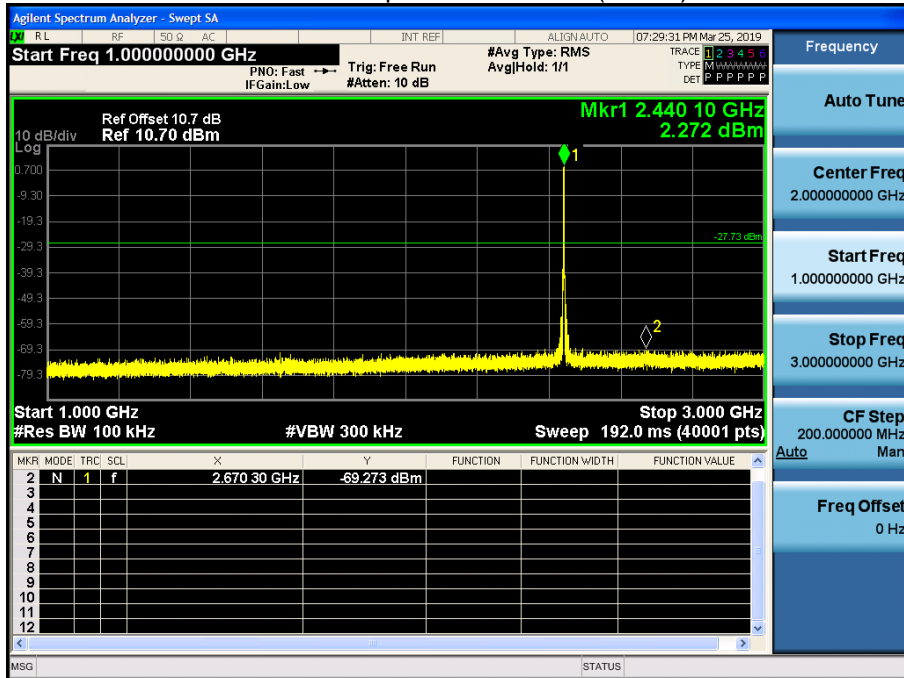 Agilent Spectrum Analyzer - Swept SA
LXI RL RF 50 Ω AC INT REF ALIGN AUTO 07:29:31 PM Mar 25, 2019
Start Freq 1.000000000 GHz
PNO: Fast
IFGain:Low
Trig: Free Run
#Atten: 10 dB
#Avg Type: RMS
Avg|Hold: 1/1
TRACE 1 2 3 4 5 6
TYPE M WWWWW
DET P P P P P P
Mkr1 2.440 10 GHz
2.272 dBm
Ref Offset 10.7 dB
10 dB/div Ref 10.70 dBm
Log
1
0.700
-9.30
-19.3
-27.73 dBm
-29.3
-39.3
-49.3
-59.3
2
-69.3
-79.3
Start 1.000 GHz Stop 3.000 GHz
#Res BW 100 kHz #VBW 300 kHz Sweep 192.0 ms (40001 pts)
MKR MODE TRC SCL X Y FUNCTION FUNCTION WIDTH FUNCTION VALUE
2 N 1 f 2.670 30 GHz -69.273 dBm
3
4
5
6
7
8
9
10
11
12
MSG STATUS
Frequency
Auto Tune
Center Freq
2.000000000 GHz
Start Freq
1.000000000 GHz
Stop Freq
3.000000000 GHz
CF Step
200.000000 MHz
Auto Man
Freq Offset
0 Hz